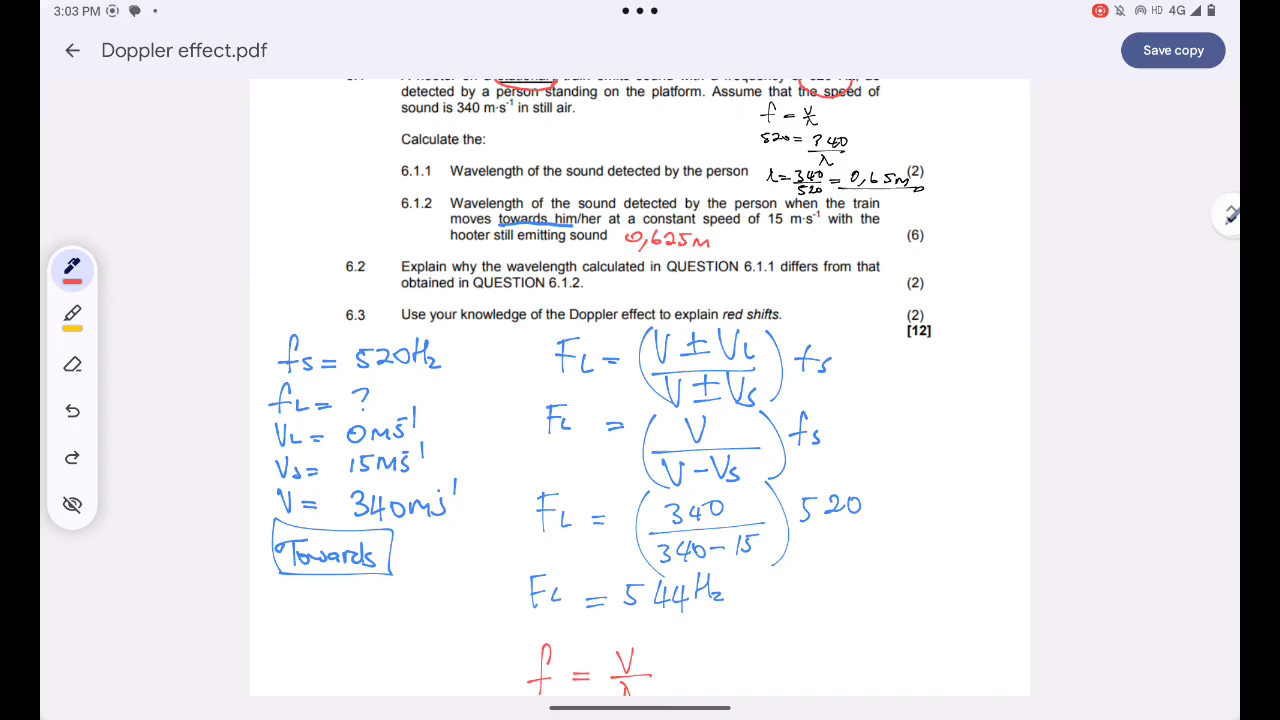 3:03 PM
HD 4G
Doppler effect.pdf
Save copy
detected by a person standing on the platform. Assume that the speed of
sound is 340 m·s⁻¹ in still air.
f = v/λ
Calculate the:
520 = 340/λ
6.1.1 Wavelength of the sound detected by the person (2)
λ = 340/520 = 0,65m
6.1.2 Wavelength of the sound detected by the person when the train
moves towards him/her at a constant speed of 15 m·s⁻¹ with the
hooter still emitting sound (6)
0,625m
6.2 Explain why the wavelength calculated in QUESTION 6.1.1 differs from that
obtained in QUESTION 6.1.2. (2)
6.3 Use your knowledge of the Doppler effect to explain red shifts. (2)
[12]
fs = 520Hz
fL = ?
VL = 0ms⁻¹
Vs = 15ms⁻¹
V = 340ms⁻¹
Towards
FL = (V ± VL / V ± Vs) fs
FL = (V / V - Vs) fs
FL = (340 / 340 - 15) 520
FL = 544Hz
f = V/λ